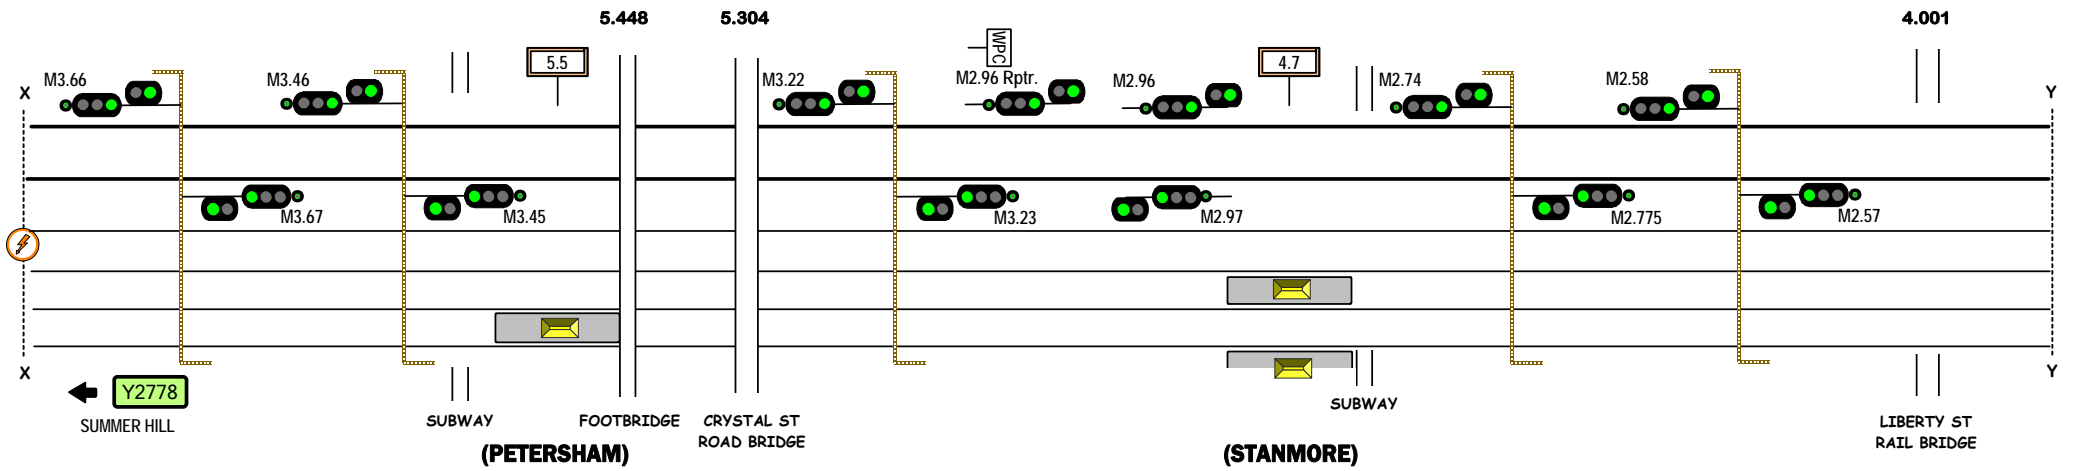 5.448
5.304
4.001
WPC
5.5
4.7
M3.66
M3.46
M3.22
M2.96 Rptr.
M2.96
M2.74
M2.58
X
Y
M3.67
M3.45
M3.23
M2.97
M2.775
M2.57
X
Y
Y2778
SUMMER HILL
SUBWAY
FOOTBRIDGE
CRYSTAL ST
ROAD BRIDGE
SUBWAY
LIBERTY ST
RAIL BRIDGE
(PETERSHAM)
(STANMORE)